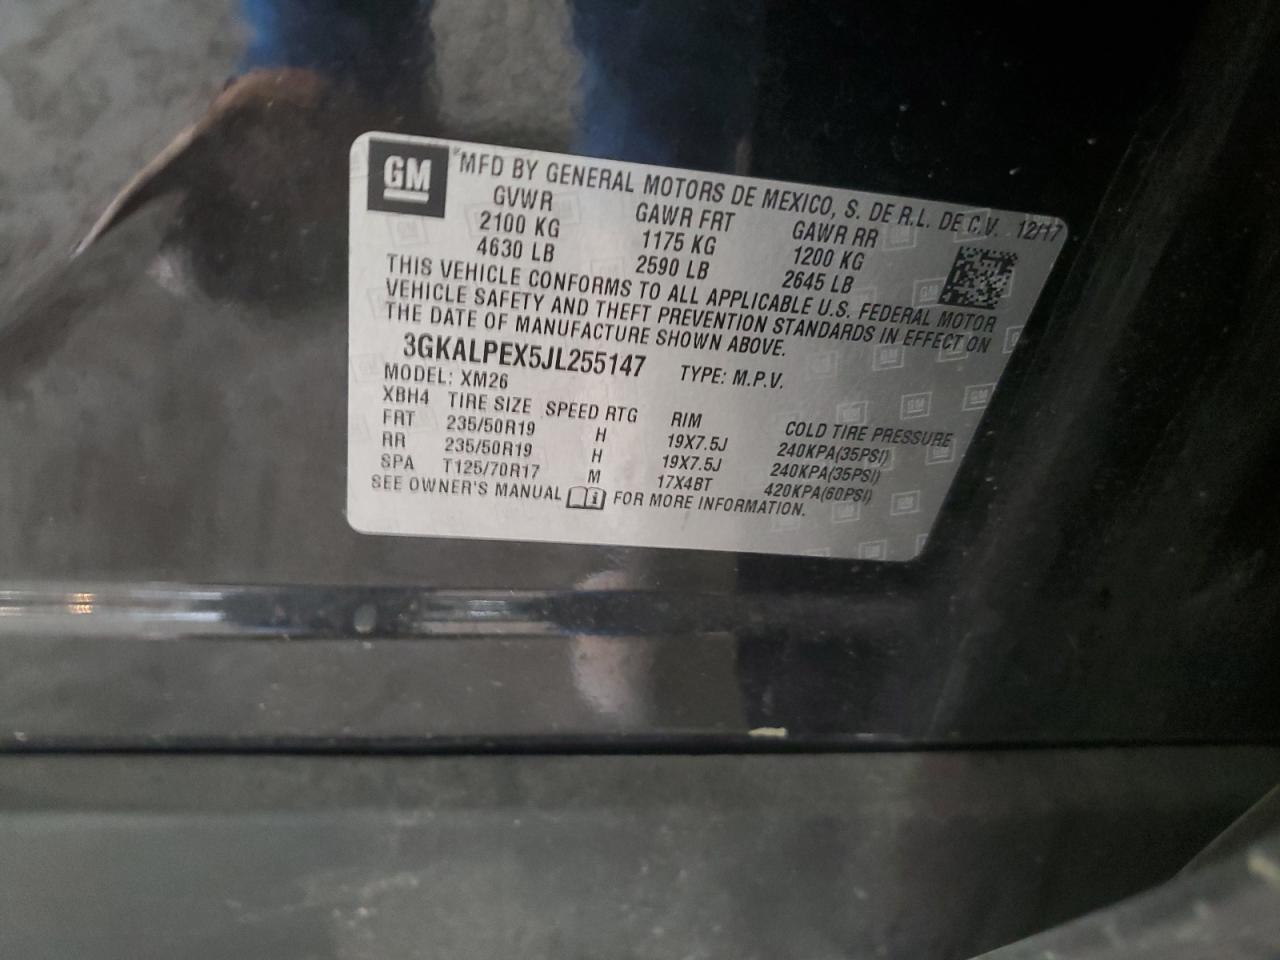 GM *MFD BY GENERAL MOTORS DE MEXICO, S. DE R.L. DE C.V. 12/17
GVWR GAWR FRT GAWR RR
2100 KG 1175 KG 1200 KG
4630 LB 2590 LB 2645 LB
THIS VEHICLE CONFORMS TO ALL APPLICABLE U.S. FEDERAL MOTOR
VEHICLE SAFETY AND THEFT PREVENTION STANDARDS IN EFFECT ON
THE DATE OF MANUFACTURE SHOWN ABOVE.
3GKALPEX5JL255147 TYPE: M.P.V.
MODEL: XM26
XBH4 TIRE SIZE SPEED RTG RIM COLD TIRE PRESSURE
FRT 235/50R19 H 19X7.5J 240KPA(35PSI)
RR 235/50R19 H 19X7.5J 240KPA(35PSI)
SPA T125/70R17 M 17X4BT 420KPA(60PSI)
SEE OWNER'S MANUAL i FOR MORE INFORMATION.